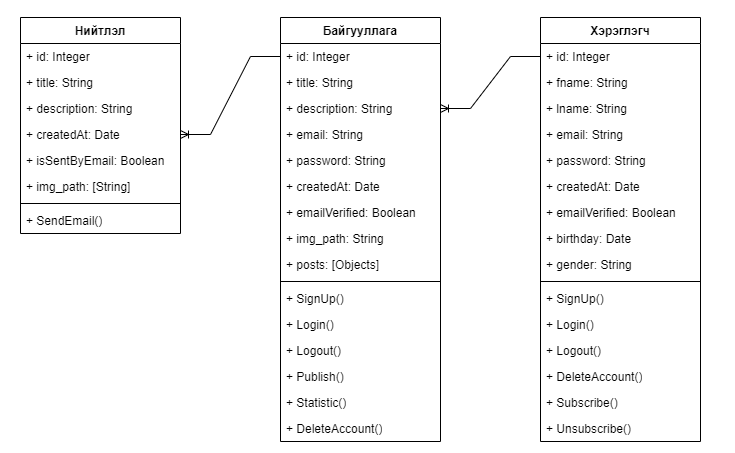 Нийтлэл
+ id: Integer
+ title: String
+ description: String
+ createdAt: Date
+ isSentByEmail: Boolean
+ img_path: [String]
+ SendEmail()
Байгууллага
+ id: Integer
+ title: String
+ description: String
+ email: String
+ password: String
+ createdAt: Date
+ emailVerified: Boolean
+ img_path: String
+ posts: [Objects]
+ SignUp()
+ Login()
+ Logout()
+ Publish()
+ Statistic()
+ DeleteAccount()
Хэрэглэгч
+ id: Integer
+ fname: String
+ lname: String
+ email: String
+ password: String
+ createdAt: Date
+ emailVerified: Boolean
+ birthday: Date
+ gender: String
+ SignUp()
+ Login()
+ Logout()
+ DeleteAccount()
+ Subscribe()
+ Unsubscribe()